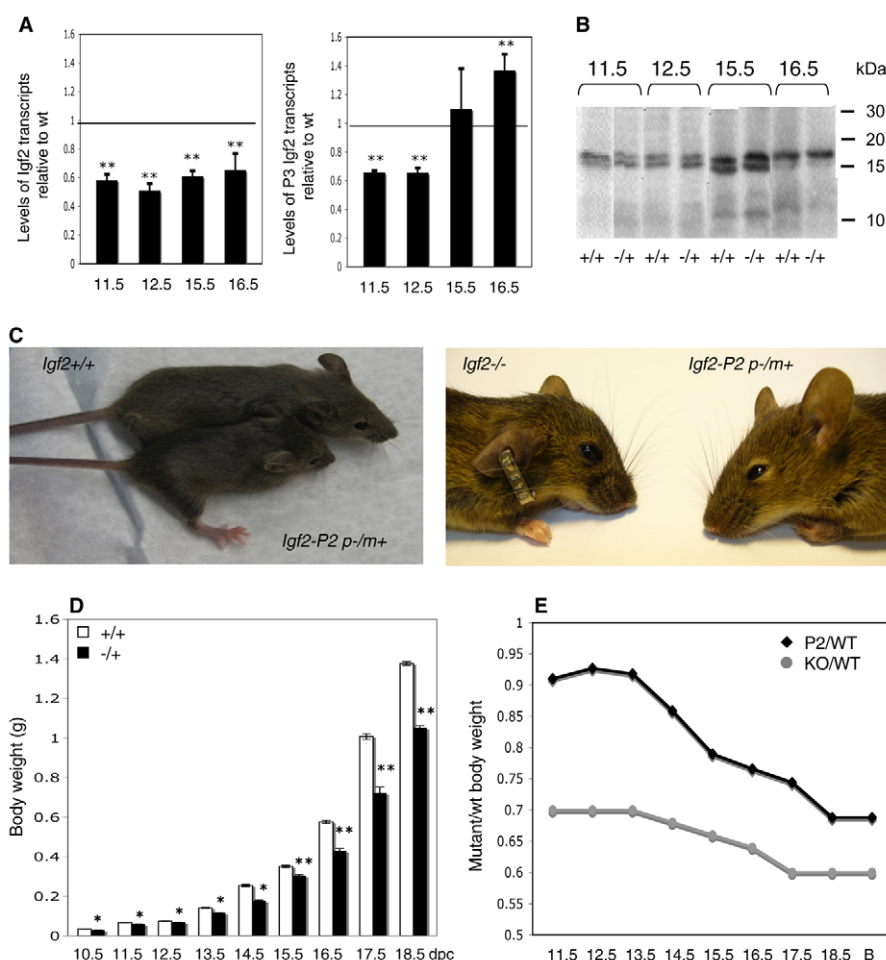 A
Levels of Igf2 transcripts
relative to wt
1.6
1.4
1.2
1
0.8
0.6
0.4
0.2
0
** ** ** **
11.5 12.5 15.5 16.5
Levels of P3 Igf2 transcripts
relative to wt
1.6
1.4
1.2
1
0.8
0.6
0.4
0.2
0
** ** **
11.5 12.5 15.5 16.5
B
11.5 12.5 15.5 16.5 kDa
30
20
15
10
+/+ -/+ +/+ -/+ +/+ -/+ +/+ -/+
C
Igf2+/+
Igf2-P2 p-/m+
Igf2-/- Igf2-P2 p-/m+
D
Body weight (g)
1.6
1.4
1.2
1
0.8
0.6
0.4
0.2
0
+/+
-/+
* * * * * ** ** ** **
10.5 11.5 12.5 13.5 14.5 15.5 16.5 17.5 18.5 dpc
E
Mutant/wt body weight
1
0.95
0.9
0.85
0.8
0.75
0.7
0.65
0.6
0.55
0.5
P2/WT
KO/WT
11.5 12.5 13.5 14.5 15.5 16.5 17.5 18.5 B